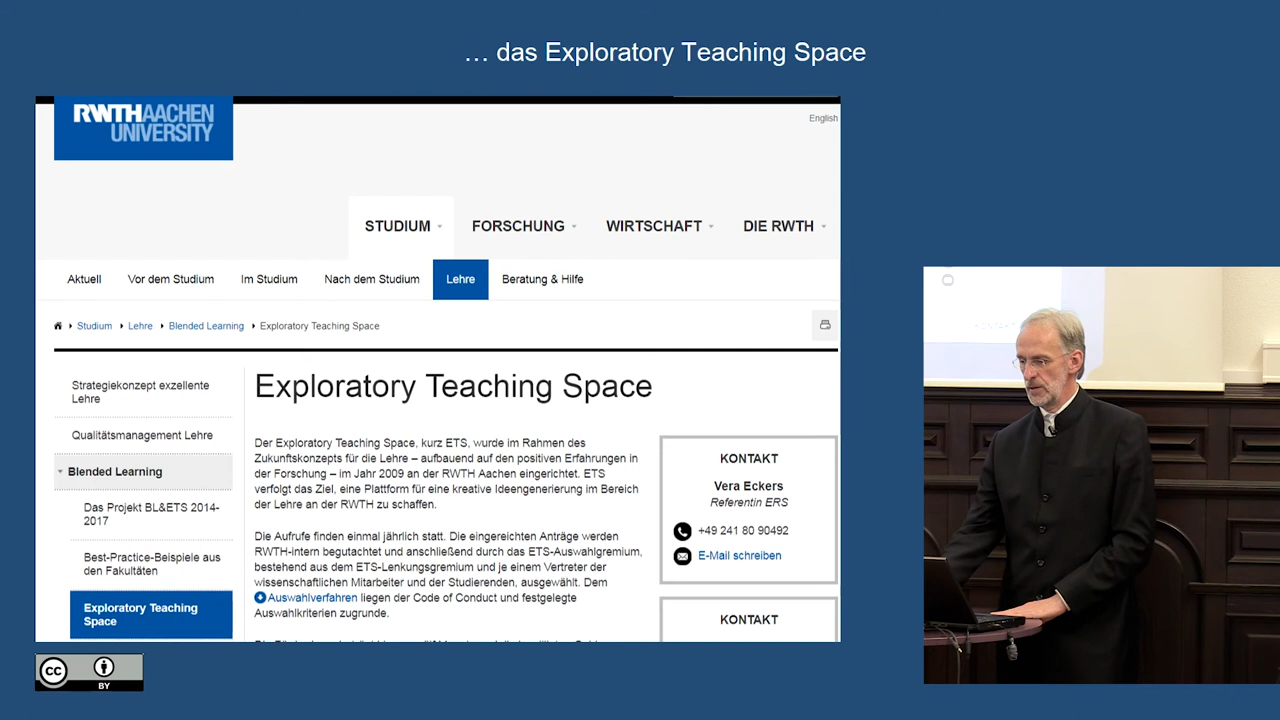 … das Exploratory Teaching Space
RWTHAACHEN
UNIVERSITY
English
STUDIUM
FORSCHUNG
WIRTSCHAFT
DIE RWTH
Aktuell
Vor dem Studium
Im Studium
Nach dem Studium
Lehre
Beratung & Hilfe
Studium
Lehre
Blended Learning
Exploratory Teaching Space
Strategiekonzept exzellente
Lehre
Qualitätsmanagement Lehre
Blended Learning
Das Projekt BL&ETS 2014-
2017
Best-Practice-Beispiele aus
den Fakultäten
Exploratory Teaching
Space
Exploratory Teaching Space
Der Exploratory Teaching Space, kurz ETS, wurde im Rahmen des
Zukunftskonzepts für die Lehre – aufbauend auf den positiven Erfahrungen in
der Forschung – im Jahr 2009 an der RWTH Aachen eingerichtet. ETS
verfolgt das Ziel, eine Plattform für eine kreative Ideengenerierung im Bereich
der Lehre an der RWTH zu schaffen.
Die Aufrufe finden einmal jährlich statt. Die eingereichten Anträge werden
RWTH-intern begutachtet und anschließend durch das ETS-Auswahlgremium,
bestehend aus dem ETS-Lenkungsgremium und je einem Vertreter der
wissenschaftlichen Mitarbeiter und der Studierenden, ausgewählt. Dem
Auswahlverfahren liegen der Code of Conduct und festgelegte
Auswahlkriterien zugrunde.
KONTAKT
Vera Eckers
Referentin ERS
+49 241 80 90492
E-Mail schreiben
KONTAKT
KONTAKT
cc
BY